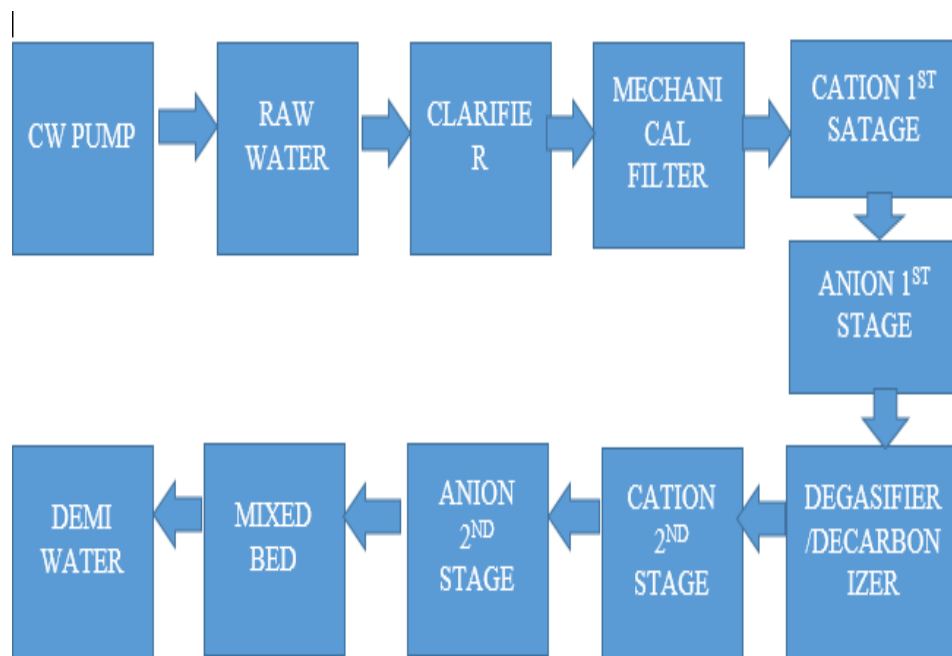 CW PUMP
RAW
WATER
CLARIFIE
R
MECHANI
CAL
FILTER
CATION 1ST
SATAGE
ANION 1ST
STAGE
DEGASIFIER
/DECARBON
IZER
CATION
2ND
STAGE
ANION
2ND
STAGE
MIXED
BED
DEMI
WATER